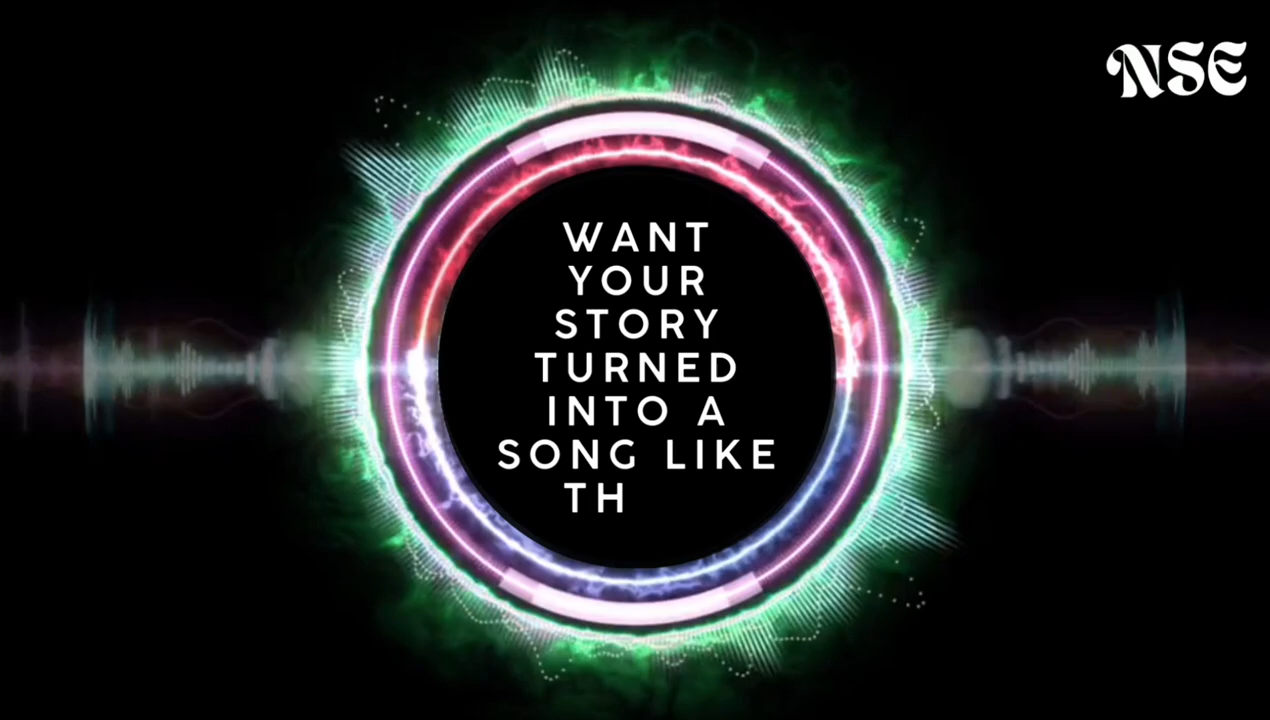 NSE
WANT
YOUR
STORY
TURNED
INTO A
SONG LIKE
TH